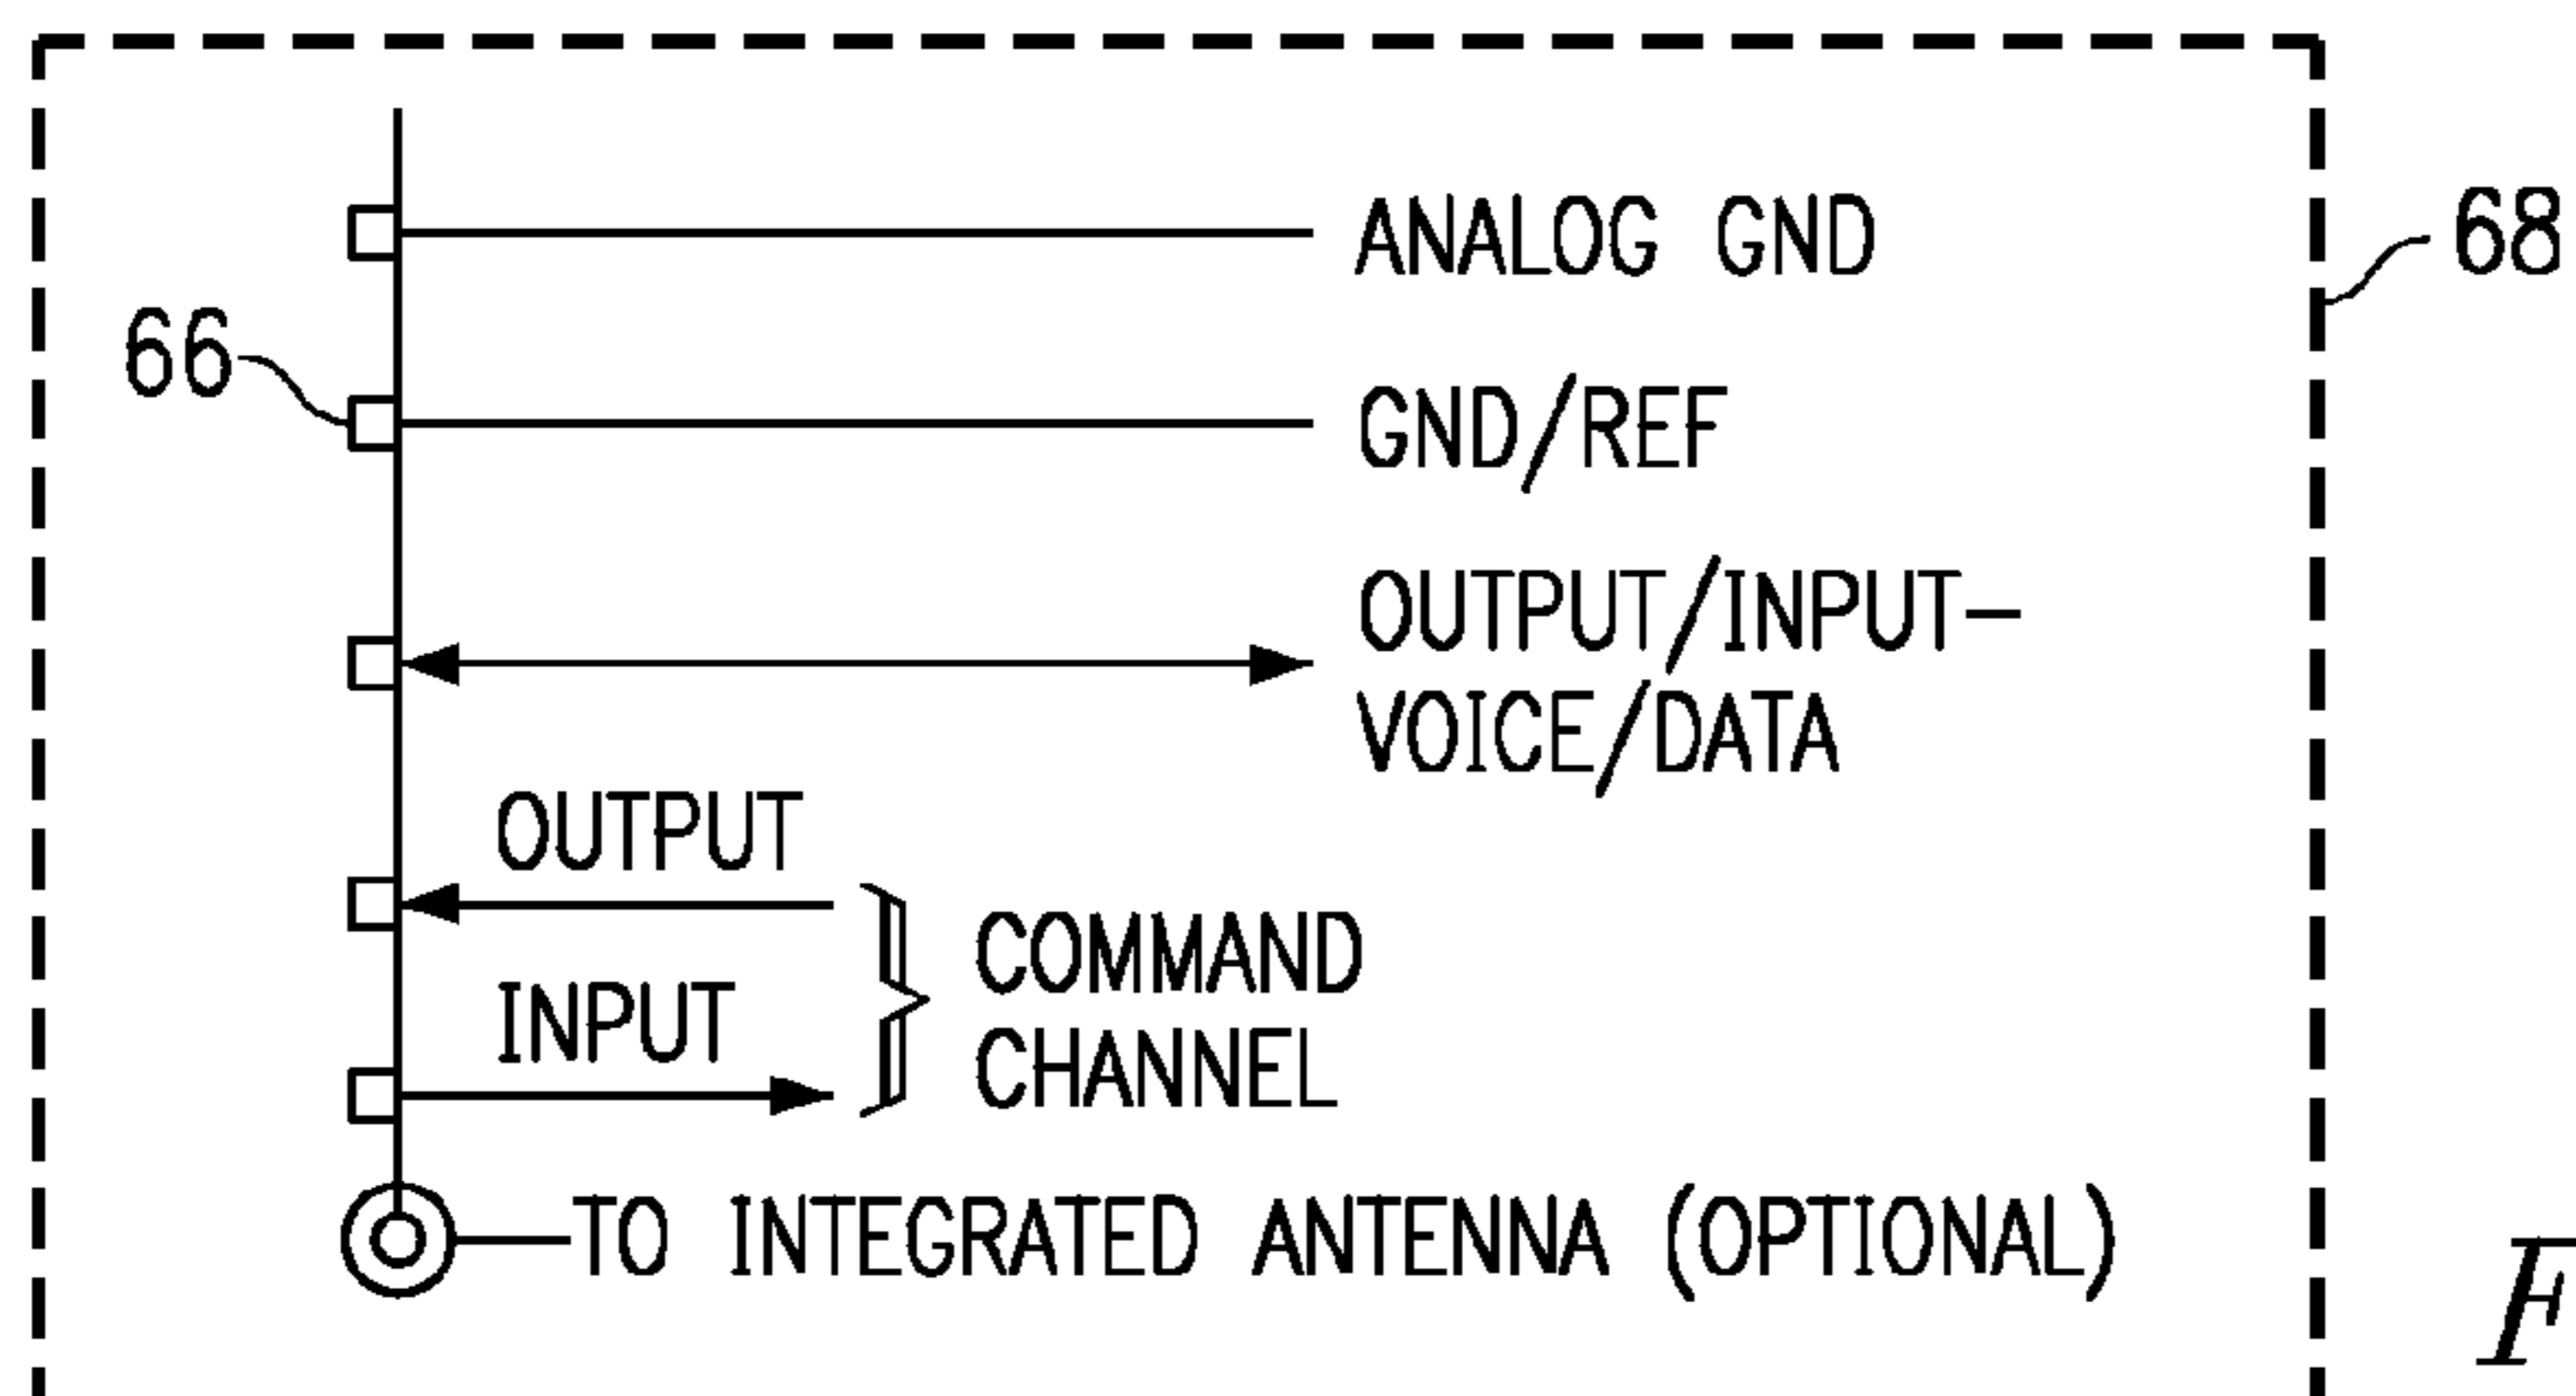 ANALOG GND
68
66
GND/REF
OUTPUT/INPUT-
VOICE/DATA
OUTPUT
COMMAND
INPUT
CHANNEL
TO INTEGRATED ANTENNA (OPTIONAL)
F